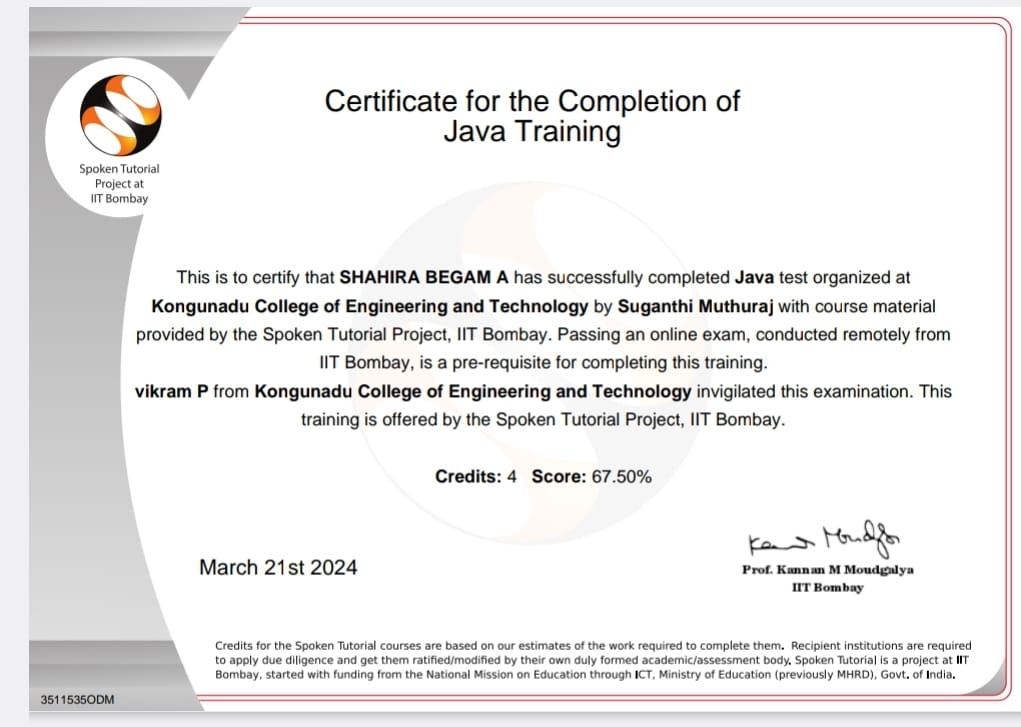 Certificate for the Completion of
Java Training
Spoken Tutorial
Project at
IIT Bombay
This is to certify that SHAHIRA BEGAM A has successfully completed Java test organized at
Kongunadu College of Engineering and Technology by Suganthi Muthuraj with course material
provided by the Spoken Tutorial Project, IIT Bombay. Passing an online exam, conducted remotely from
IIT Bombay, is a pre-requisite for completing this training.
vikram P from Kongunadu College of Engineering and Technology invigilated this examination. This
training is offered by the Spoken Tutorial Project, IIT Bombay.
Credits: 4 Score: 67.50%
March 21st 2024
Prof. Kannan M Moudgalya
IIT Bombay
Credits for the Spoken Tutorial courses are based on our estimates of the work required to complete them. Recipient institutions are required
to apply due diligence and get them ratified/modified by their own duly formed academic/assessment body. Spoken Tutorial is a project at IIT
Bombay, started with funding from the National Mission on Education through ICT, Ministry of Education (previously MHRD), Govt. of India.
3511535ODM